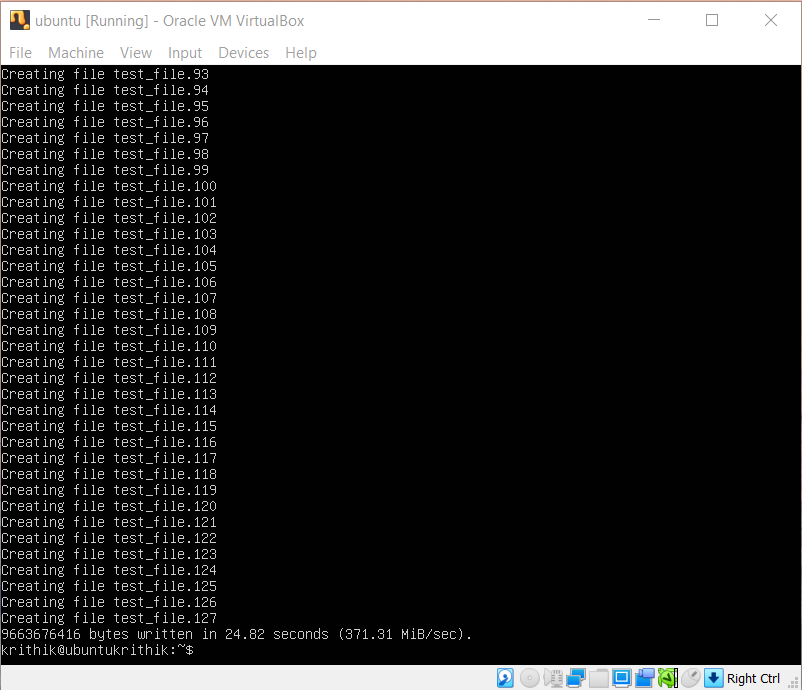 ubuntu [Running] - Oracle VM VirtualBox
File Machine View Input Devices Help
Creating file test_file.93
Creating file test_file.94
Creating file test_file.95
Creating file test_file.96
Creating file test_file.97
Creating file test_file.98
Creating file test_file.99
Creating file test_file.100
Creating file test_file.101
Creating file test_file.102
Creating file test_file.103
Creating file test_file.104
Creating file test_file.105
Creating file test_file.106
Creating file test_file.107
Creating file test_file.108
Creating file test_file.109
Creating file test_file.110
Creating file test_file.111
Creating file test_file.112
Creating file test_file.113
Creating file test_file.114
Creating file test_file.115
Creating file test_file.116
Creating file test_file.117
Creating file test_file.118
Creating file test_file.119
Creating file test_file.120
Creating file test_file.121
Creating file test_file.122
Creating file test_file.123
Creating file test_file.124
Creating file test_file.125
Creating file test_file.126
Creating file test_file.127
9663676416 bytes written in 24.82 seconds (371.31 MiB/sec).
krithik@ubuntukrithik:~$
Right Ctrl